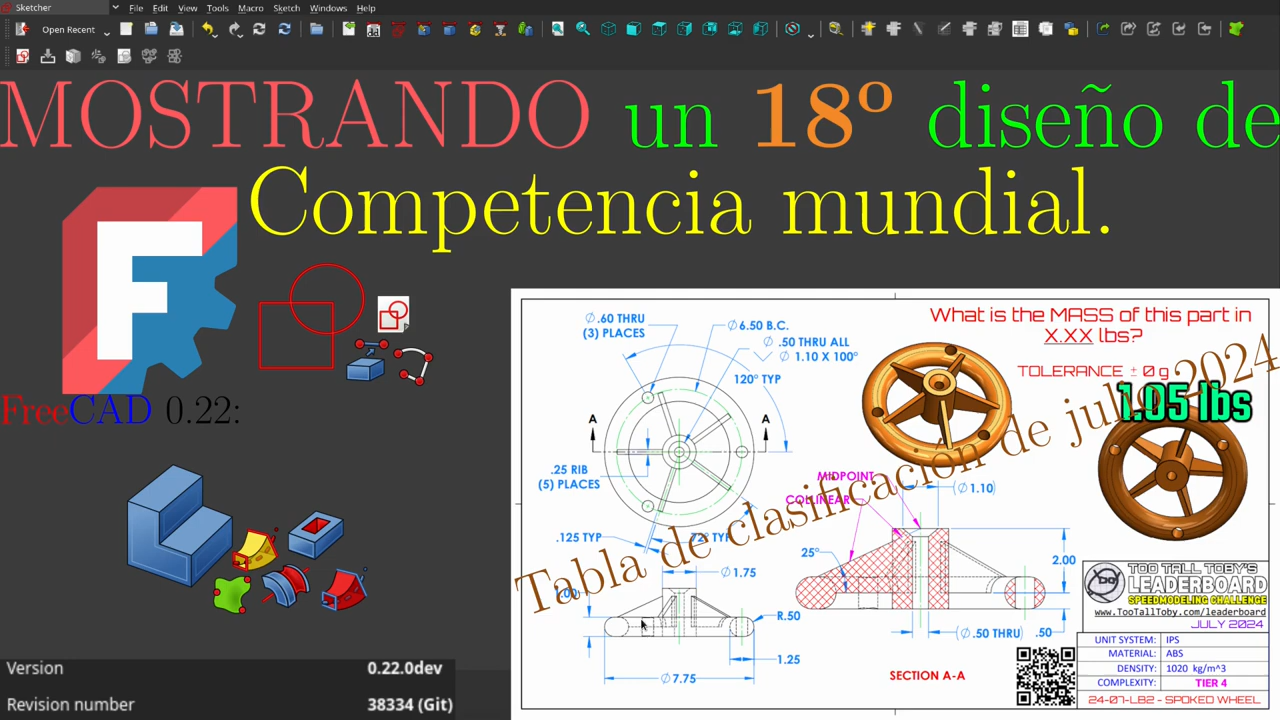 Sketcher File Edit View Tools Macro Sketch Windows Help
Open Recent
MOSTRANDO un 18º diseño de
Competencia mundial.
FreeCAD 0.22:
Version 0.22.0dev
Revision number 38334 (Git)
What is the MASS of this part in
X.XX lbs?
TOLERANCE ± 0 g
1.05 lbs
Tabla de clasificación de julio 2024
Ø .60 THRU
(3) PLACES
Ø 6.50 B.C.
Ø .50 THRU ALL
Ø 1.10 X 100°
120° TYP
A
A
.25 RIB
(5) PLACES
.125 TYP
72° TYP
Ø 1.75
R.50
1.25
Ø 7.75
MIDPOINT
COLLINEAR
(Ø 1.10)
25°
2.00
(Ø .50 THRU)
.50
SECTION A-A
TOO TALL TOBY'S
LEADERBOARD
SPEEDMODELING CHALLENGE
www.TooTallToby.com/leaderboard
JULY 2024
UNIT SYSTEM: IPS
MATERIAL: ABS
DENSITY: 1020 kg/m^3
COMPLEXITY: TIER 4
24-07-LB2 - SPOKED WHEEL